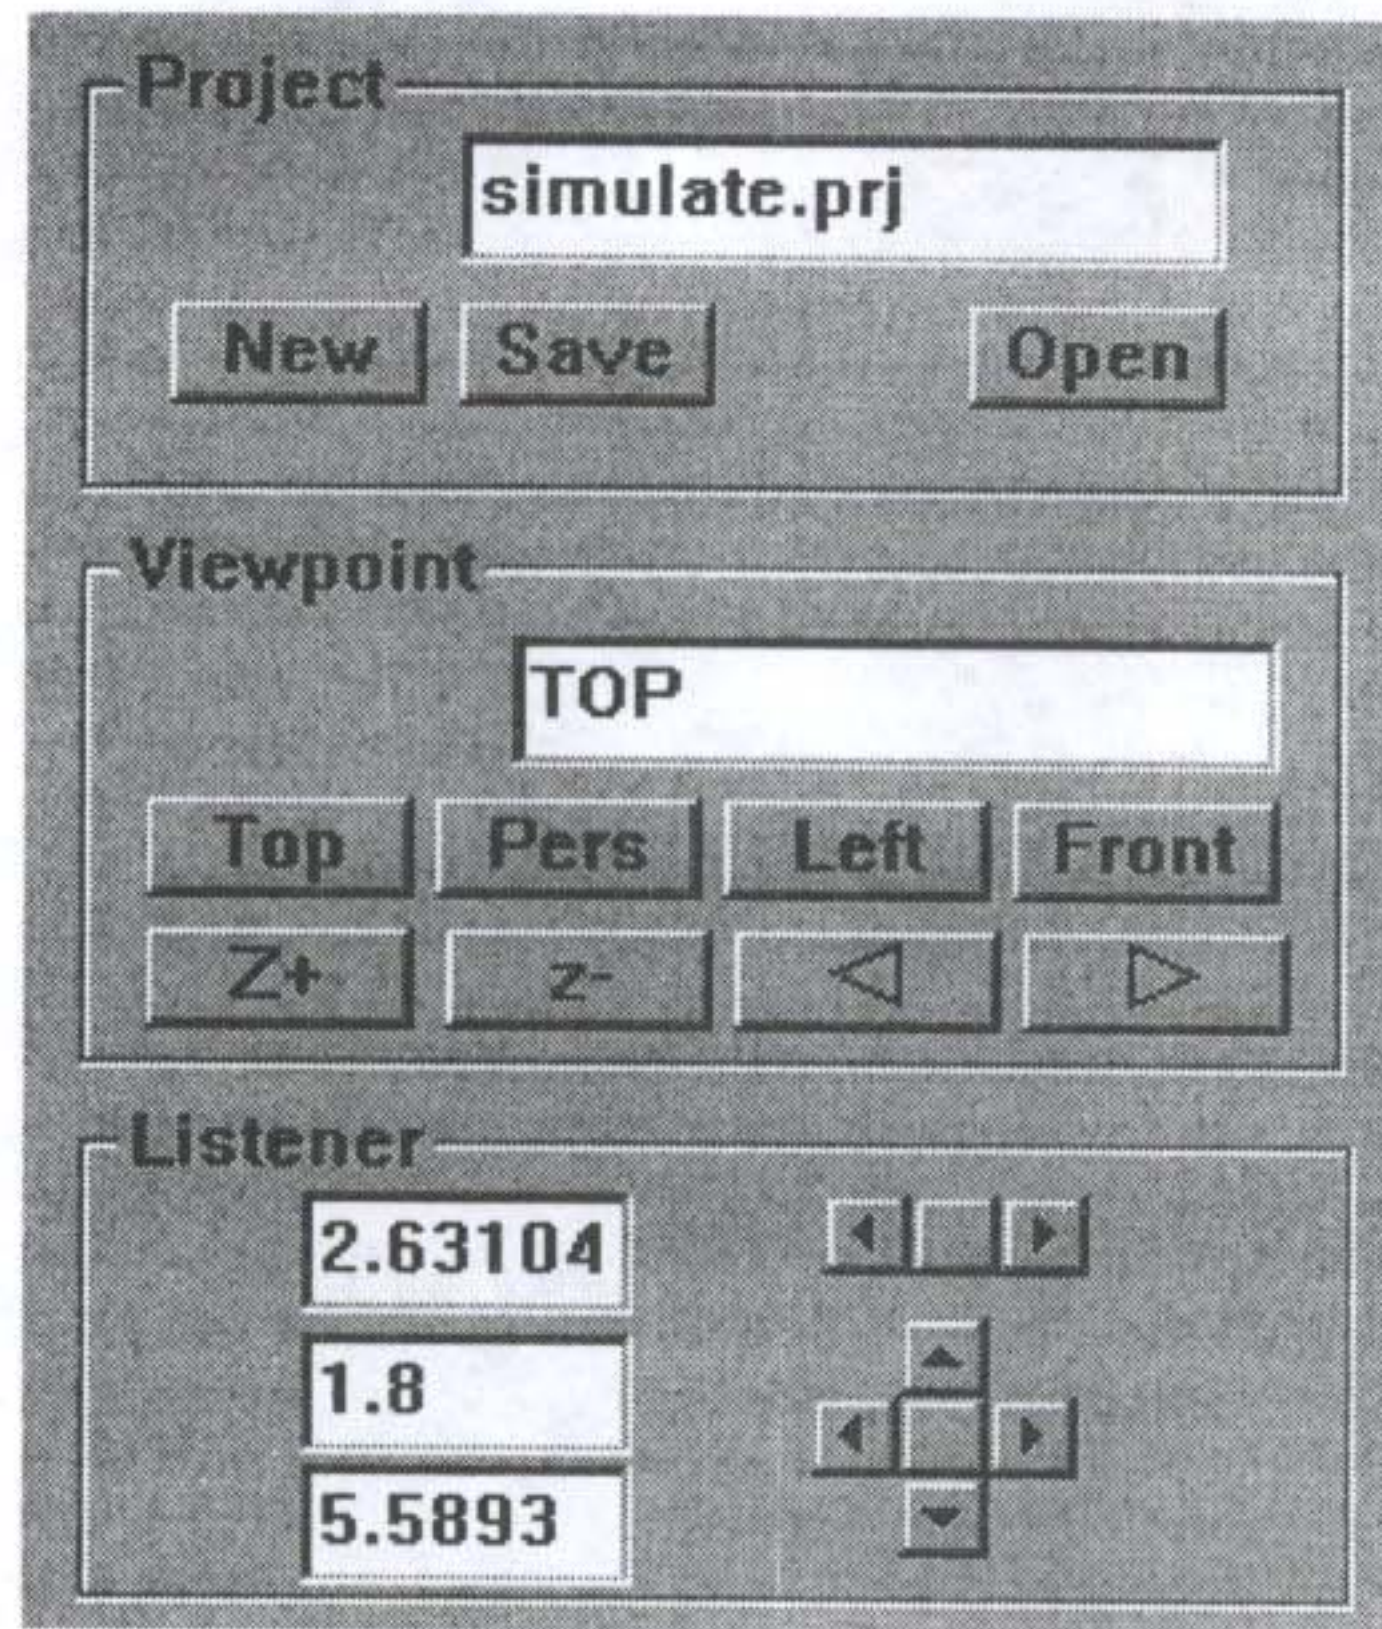 Project
simulate.prj
New Save Open
Viewpoint
TOP
Top Pers Left Front
Z+ z-
Listener
2.63104
1.8
5.5893